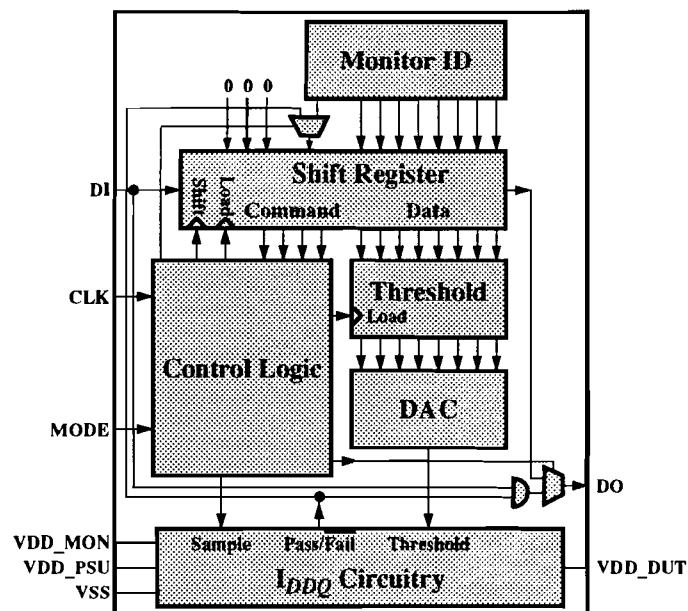 Monitor ID
0 0 0
DI
Shift Register
Shift
Load
Command
Data
CLK
Threshold
Load
Control Logic
DAC
MODE
DO
VDD_MON
Sample
Pass/Fail
Threshold
VDD_PSU
IDDQ Circuitry
VDD_DUT
VSS